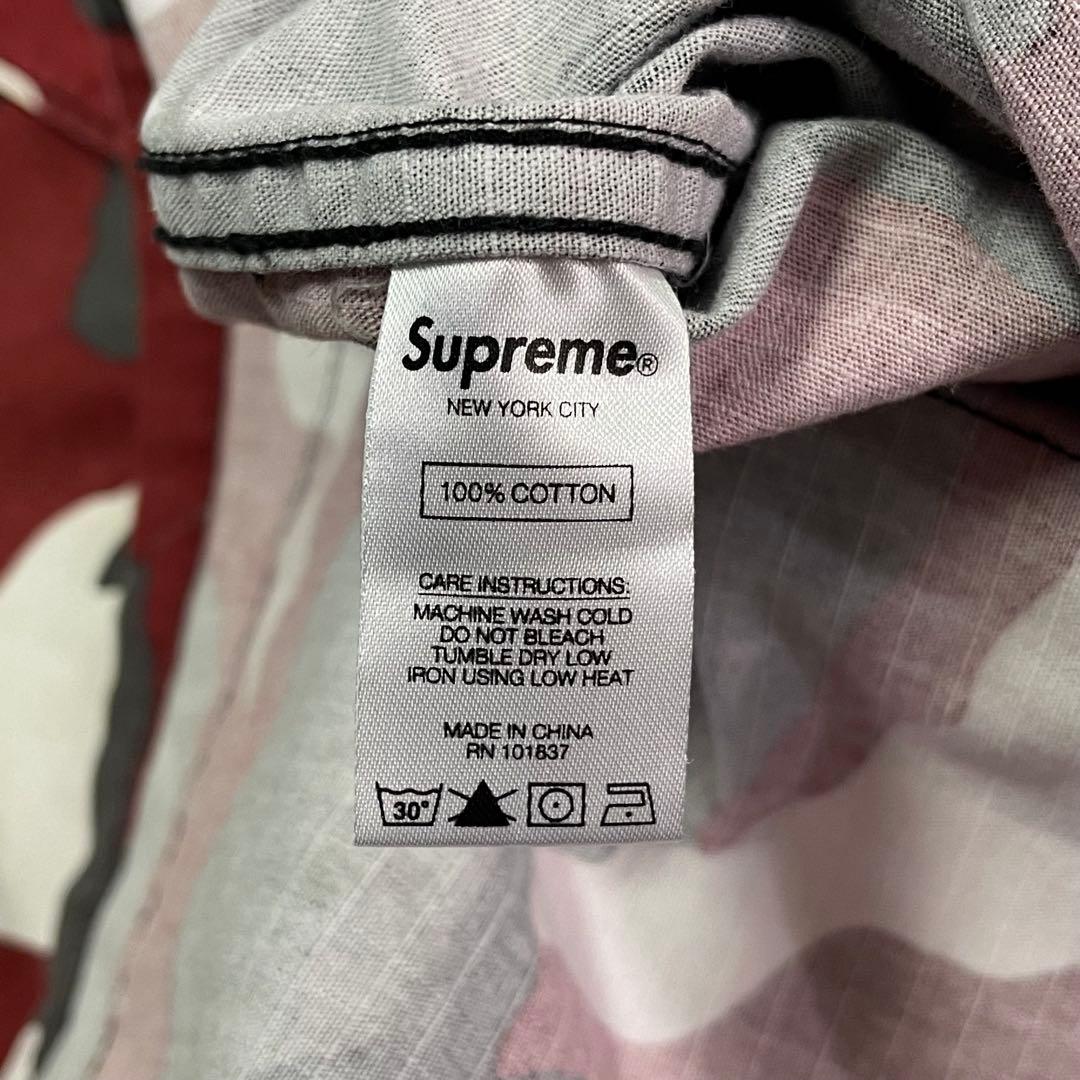 Supreme®
NEW YORK CITY
100% COTTON
CARE INSTRUCTIONS:
MACHINE WASH COLD
DO NOT BLEACH
TUMBLE DRY LOW
IRON USING LOW HEAT
MADE IN CHINA
RN 101837
30°